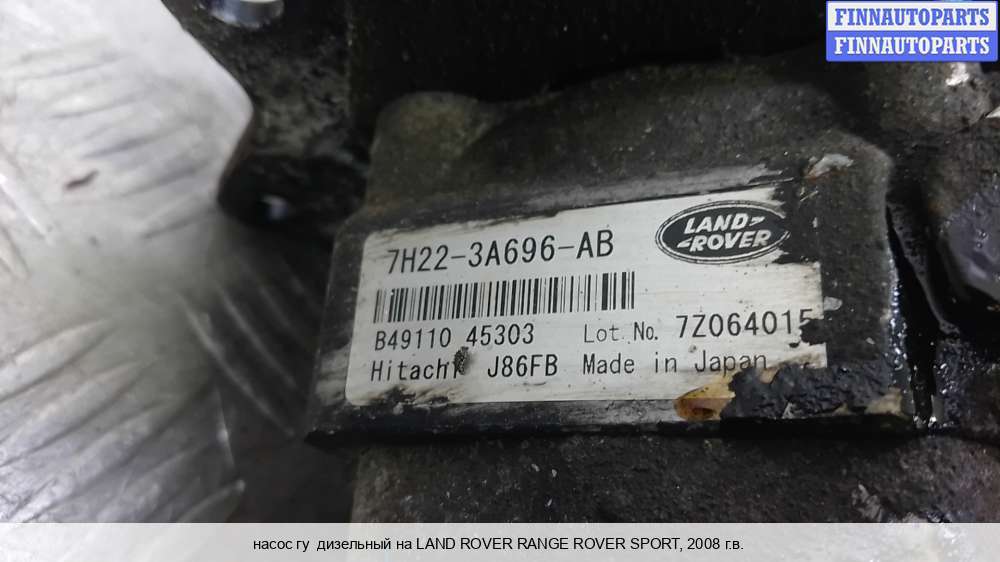 FINNAUTOPARTS
FINNAUTOPARTS
LAND
ROVER
7H22-3A696-AB
B49110 45303 Lot.No. 7Z064015
Hitachi J86FB Made in Japan
насос гу дизельный на LAND ROVER RANGE ROVER SPORT, 2008 г.в.